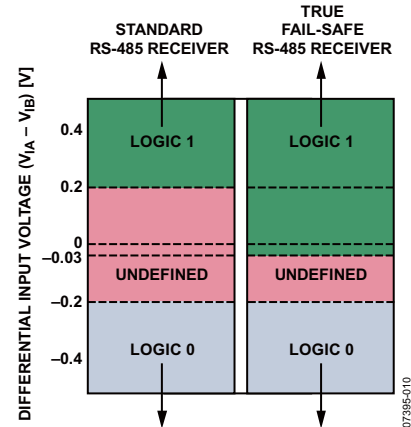 STANDARD
RS-485 RECEIVER
TRUE
FAIL-SAFE
RS-485 RECEIVER
DIFFERENTIAL INPUT VOLTAGE (VIA – VIB) [V]
0.4
0.2
0
–0.03
–0.2
–0.4
LOGIC 1
UNDEFINED
LOGIC 0
LOGIC 1
UNDEFINED
LOGIC 0
07395-010